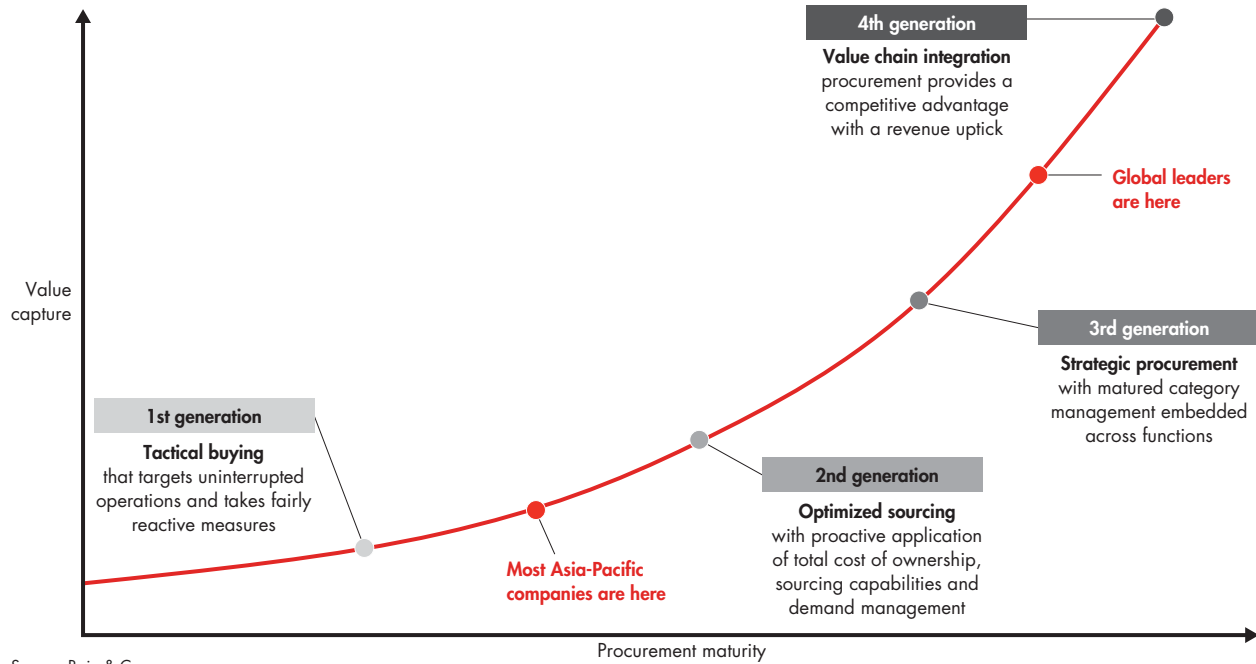 4th generation
Value chain integration
procurement provides a
competitive advantage
with a revenue uptick
Global leaders
are here
Value
capture
3rd generation
Strategic procurement
with matured category
management embedded
across functions
1st generation
Tactical buying
that targets uninterrupted
operations and takes fairly
reactive measures
2nd generation
Optimized sourcing
with proactive application
of total cost of ownership,
sourcing capabilities and
demand management
Most Asia-Pacific
companies are here
Procurement maturity